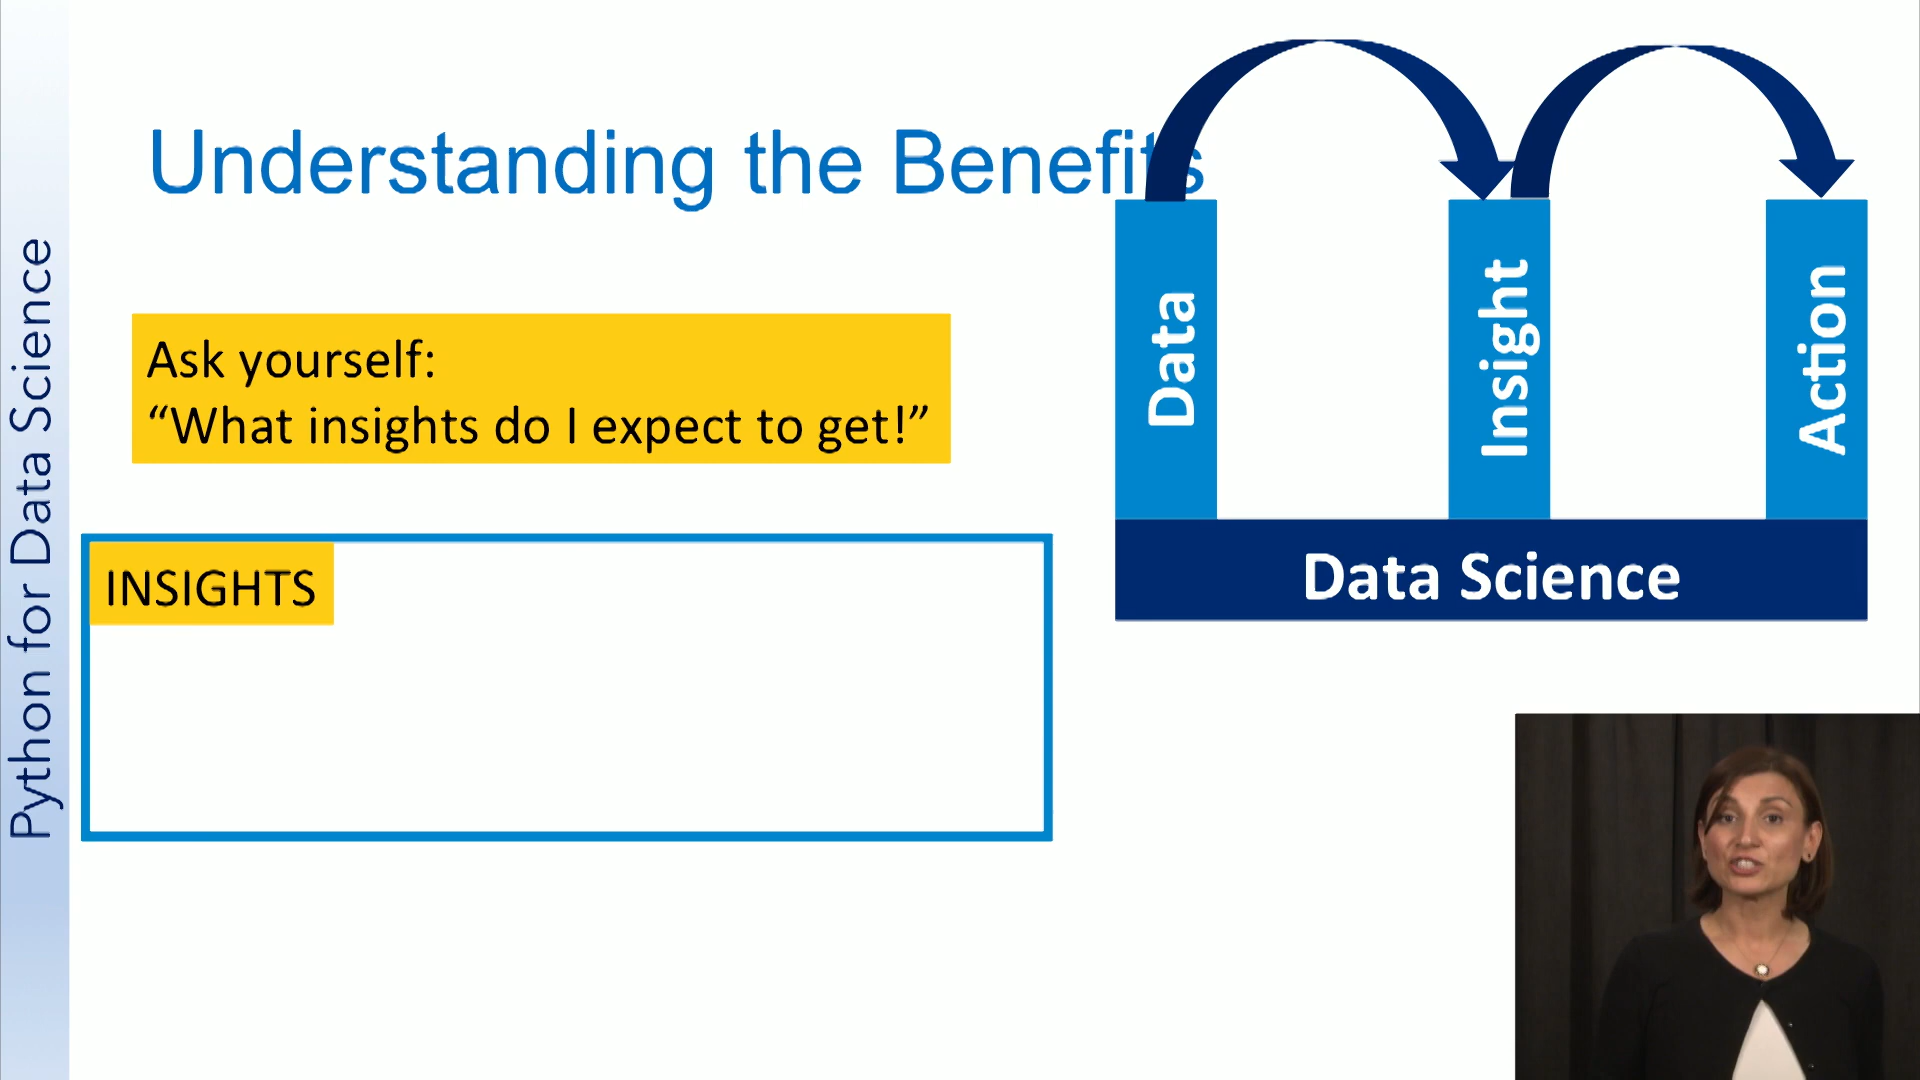 Python for Data Science
Understanding the Benefits
Ask yourself:
“What insights do I expect to get!”
INSIGHTS
Data
Insight
Action
Data Science